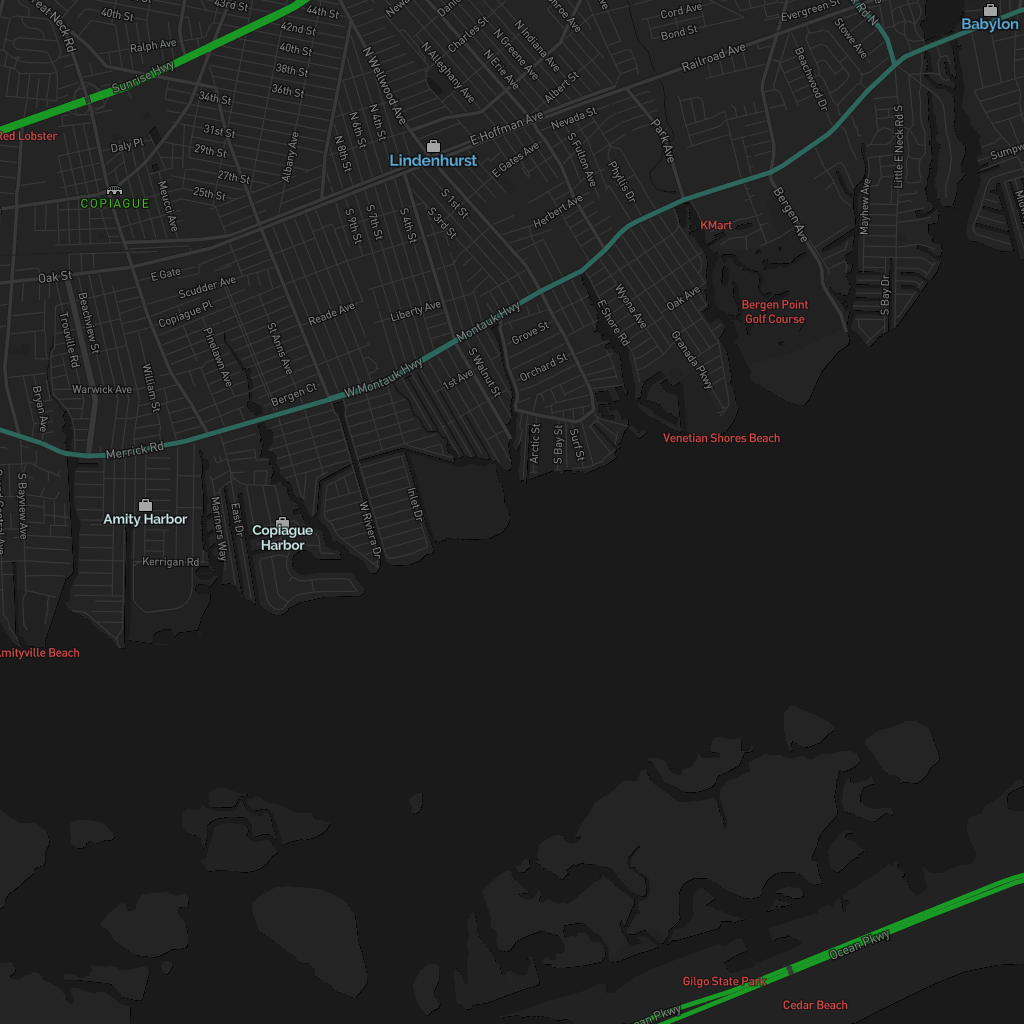 44th St
43rd St
42nd St
40th St
40th St
38th St
36th St
34th St
31st St
29th St
27th St
25th St
Ralph Ave
Sunrise Hwy
Red Lobster
Daly Pl
COPIAGUE
Meucci Ave
Albany Ave
N Wellwood Ave
N 8th St
N 6th St
N 4th St
Charles St
N Allegheny Ave
N Erie Ave
N Greene Ave
N Indiana Ave
Albert St
Cord Ave
Bond St
Railroad Ave
Evergreen St
Stowe Ave
Beachwood Dr
Babylon
Lindenhurst
E Hoffman Ave
Nevada St
E Gates Ave
S Fulton Ave
Park Ave
Phyllis Dr
Herbert Ave
S 1st St
S 3rd St
S 4th St
S 7th St
S 9th St
Little E Neck Rd S
Mayhew Ave
Bergen Ave
KMart
S Bay Dr
Bergen Point
Golf Course
Oak St
E Gate
Scudder Ave
Copiague Pl
Beachview St
Trouville Rd
Reade Ave
Liberty Ave
Montauk Hwy
Wyona Ave
Oak Ave
E Shore Rd
Granada Pkwy
Grove St
Orchard St
S Walnut St
1st Ave
W Montauk Hwy
Bergen Ct
St Anns Ave
Pinelawn Ave
William St
Warwick Ave
Bryan Ave
Merrick Rd
Arctic St
S Bay St
Surf St
Venetian Shores Beach
S Bayview Ave
Amity Harbor
Mariners Way
East Dr
Copiague
Harbor
W Riviera Dr
Inlet Dr
Kerrigan Rd
Ocean Pkwy
Gilgo State Park
Cedar Beach